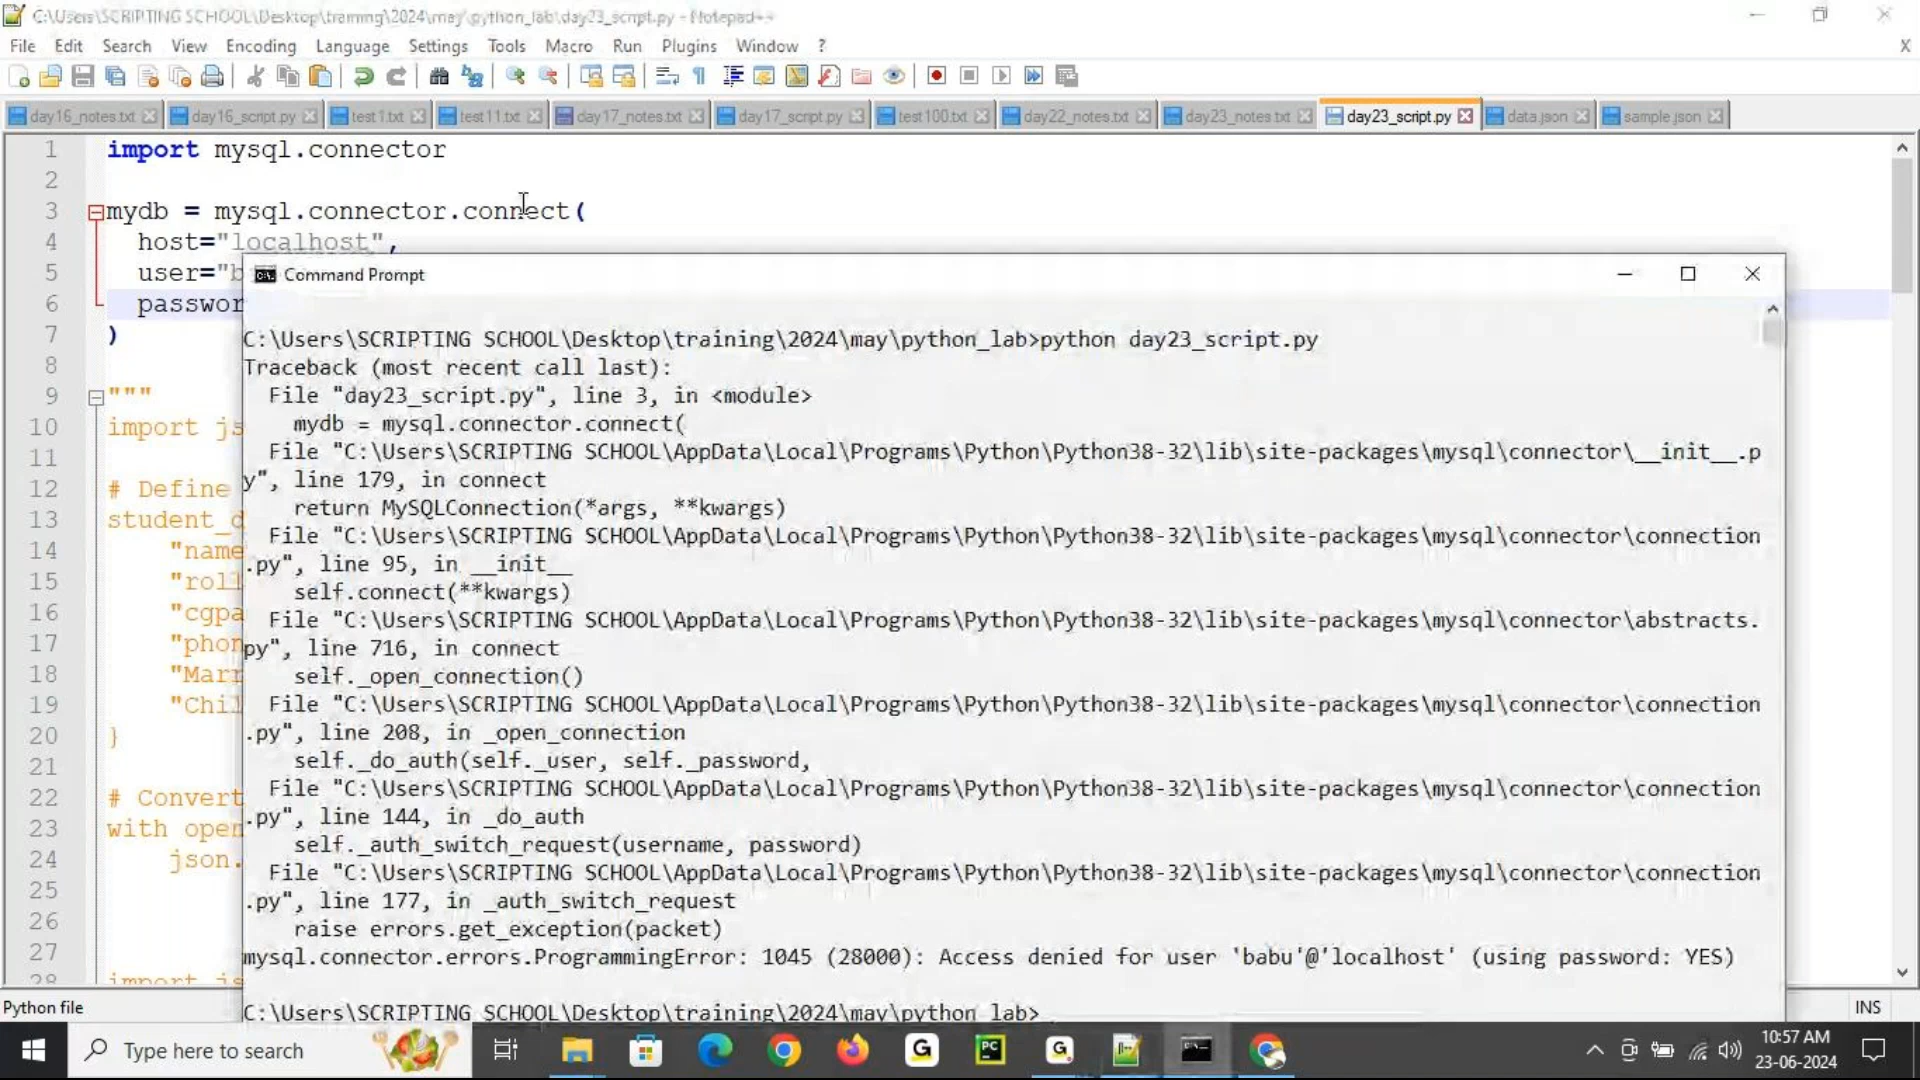 C:\Users\SCRIPTING SCHOOL\Desktop\training\2024\may\python_lab\day23_script.py - Notepad++
File Edit Search View Encoding Language Settings Tools Macro Run Plugins Window ? X
day16_notes.txt day16_script.py test1.txt test11.txt day17_notes.txt day17_script.py test100.txt day22_notes.txt day23_notes.txt day23_script.py data.json sample.json
1 import mysql.connector
2
3 mydb = mysql.connector.connect(
4 host="localhost",
5 user="b
6 passwor
7 )
8
9 """
10 import js
11
12 # Define
13 student_d
14 "name
15 "roll
16 "cgpa
17 "phon
18 "Marr
19 "Chil
20 }
21
22 # Convert
23 with open
24 json.
25
26
27
28 import js
Command Prompt
C:\Users\SCRIPTING SCHOOL\Desktop\training\2024\may\python_lab>python day23_script.py
Traceback (most recent call last):
File "day23_script.py", line 3, in <module>
mydb = mysql.connector.connect(
File "C:\Users\SCRIPTING SCHOOL\AppData\Local\Programs\Python\Python38-32\lib\site-packages\mysql\connector\__init__.p
y", line 179, in connect
return MySQLConnection(*args, **kwargs)
File "C:\Users\SCRIPTING SCHOOL\AppData\Local\Programs\Python\Python38-32\lib\site-packages\mysql\connector\connection
.py", line 95, in __init__
self.connect(**kwargs)
File "C:\Users\SCRIPTING SCHOOL\AppData\Local\Programs\Python\Python38-32\lib\site-packages\mysql\connector\abstracts.
py", line 716, in connect
self._open_connection()
File "C:\Users\SCRIPTING SCHOOL\AppData\Local\Programs\Python\Python38-32\lib\site-packages\mysql\connector\connection
.py", line 208, in _open_connection
self._do_auth(self._user, self._password,
File "C:\Users\SCRIPTING SCHOOL\AppData\Local\Programs\Python\Python38-32\lib\site-packages\mysql\connector\connection
.py", line 144, in _do_auth
self._auth_switch_request(username, password)
File "C:\Users\SCRIPTING SCHOOL\AppData\Local\Programs\Python\Python38-32\lib\site-packages\mysql\connector\connection
.py", line 177, in _auth_switch_request
raise errors.get_exception(packet)
mysql.connector.errors.ProgrammingError: 1045 (28000): Access denied for user 'babu'@'localhost' (using password: YES)
C:\Users\SCRIPTING SCHOOL\Desktop\training\2024\may\python_lab>
Python file INS
Type here to search
10:57 AM
23-06-2024